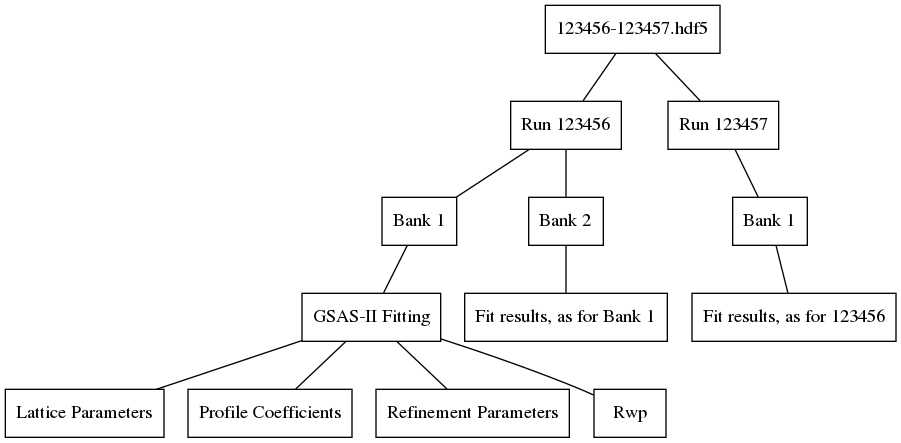 123456-123457.hdf5
Run 123456
Run 123457
Bank 1
Bank 2
Bank 1
GSAS-II Fitting
Fit results, as for Bank 1
Fit results, as for 123456
Lattice Parameters
Profile Coefficients
Refinement Parameters
Rwp